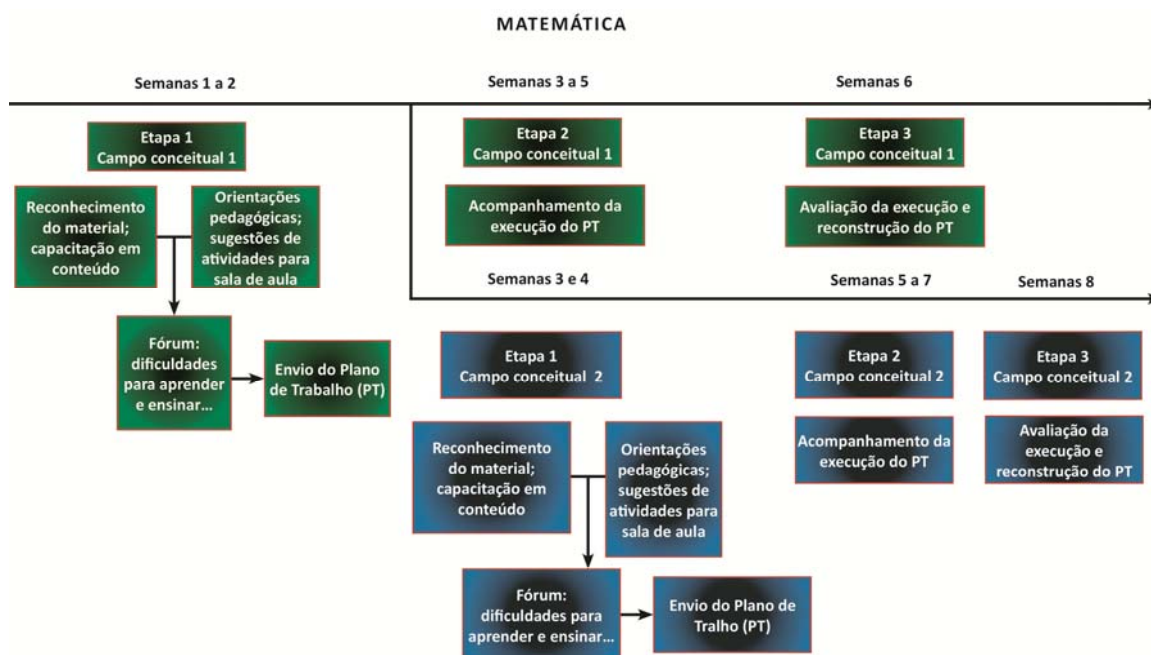 MATEMÁTICA
Semanas 1 a 2
Semanas 3 a 5
Semanas 6
Etapa 1
Campo conceitual 1
Etapa 2
Campo conceitual 1
Etapa 3
Campo conceitual 1
Reconhecimento
do material;
capacitação em
conteúdo
Orientações
pedagógicas;
sugestões de
atividades para
sala de aula
Acompanhamento da
execução do PT
Avaliação da execução e
reconstrução do PT
Fórum:
dificuldades
para aprender
e ensinar...
Envio do Plano
de Trabalho (PT)
Semanas 3 e 4
Semanas 5 a 7
Semanas 8
Etapa 1
Campo conceitual 2
Etapa 2
Campo conceitual 2
Etapa 3
Campo conceitual 2
Reconhecimento
do material;
capacitação em
conteúdo
Orientações
pedagógicas;
sugestões de
atividades para
sala de aula
Acompanhamento da
execução do PT
Avaliação da
execução e
reconstrução do PT
Fórum:
dificuldades para
aprender e ensinar...
Envio do Plano de
Tralho (PT)